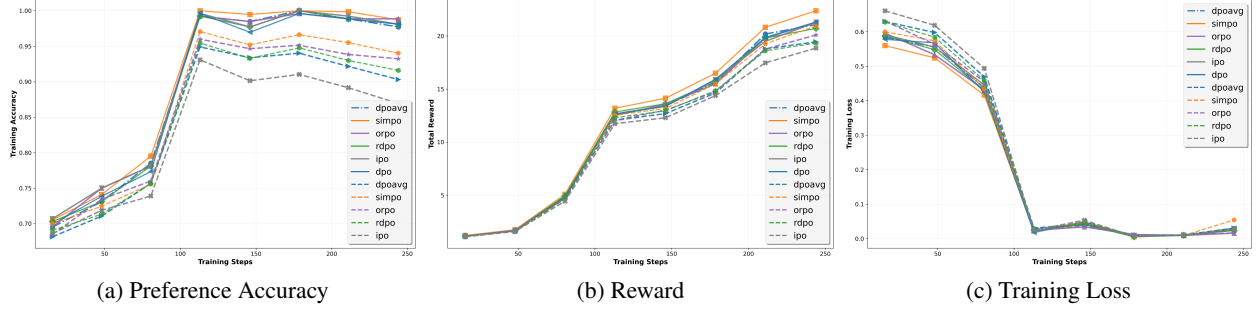 1.00
0.95
0.90
0.85
0.80
0.75
0.70
Training Accuracy
50
100
150
200
250
Training Steps
dpoavg
simpo
orpo
rdpo
ipo
dpo
dpoavg
simpo
orpo
rdpo
ipo
(a) Preference Accuracy
20
15
10
5
Total Reward
50
100
150
200
250
Training Steps
dpoavg
simpo
orpo
rdpo
ipo
dpo
dpoavg
simpo
orpo
rdpo
ipo
(b) Reward
0.6
0.5
0.4
0.3
0.2
0.1
0.0
Training Loss
50
100
150
200
250
Training Steps
dpoavg
simpo
orpo
rdpo
ipo
dpo
dpoavg
simpo
orpo
rdpo
ipo
(c) Training Loss